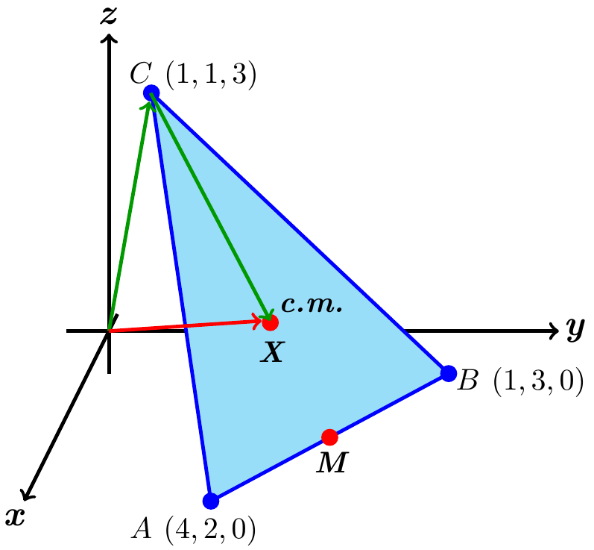 z
C (1, 1, 3)
c.m.
y
X
B (1, 3, 0)
M
x
A (4, 2, 0)